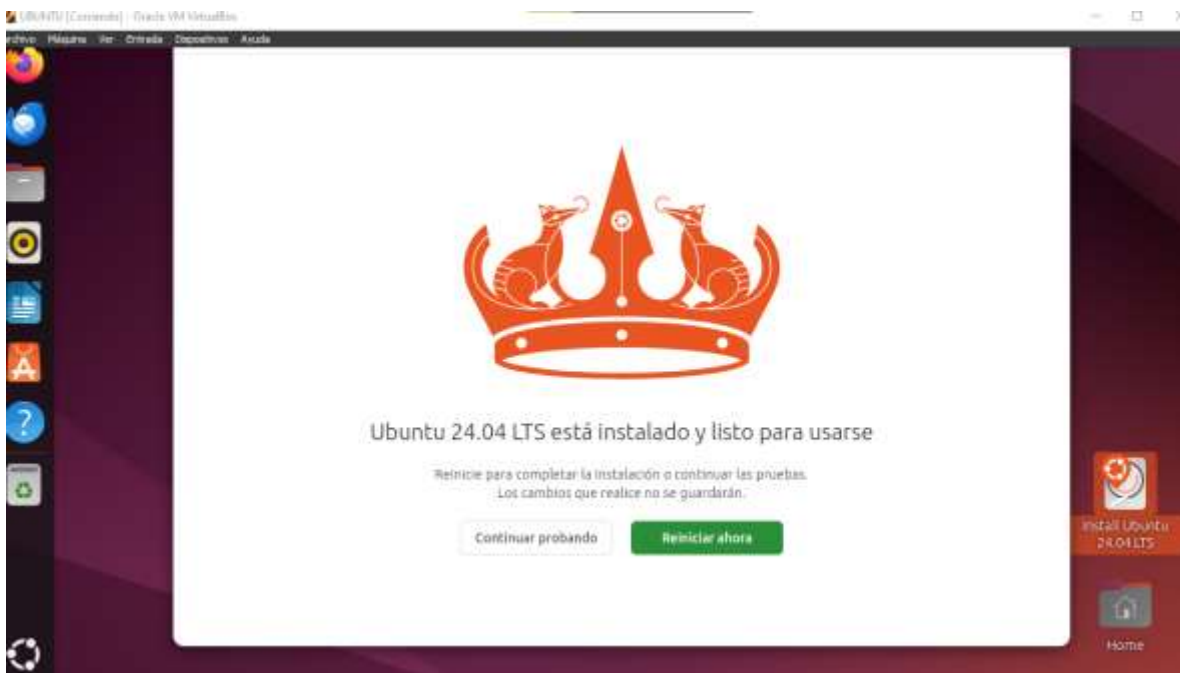 UBUNTU [Corriendo] - Oracle VM VirtualBox
Archivo Máquina Ver Entrada Dispositivos Ayuda
Ubuntu 24.04 LTS está instalado y listo para usarse
Reinicie para completar la instalación o continuar las pruebas.
Los cambios que realice no se guardarán.
Continuar probando
Reiniciar ahora
Install Ubuntu
24.04 LTS
Home